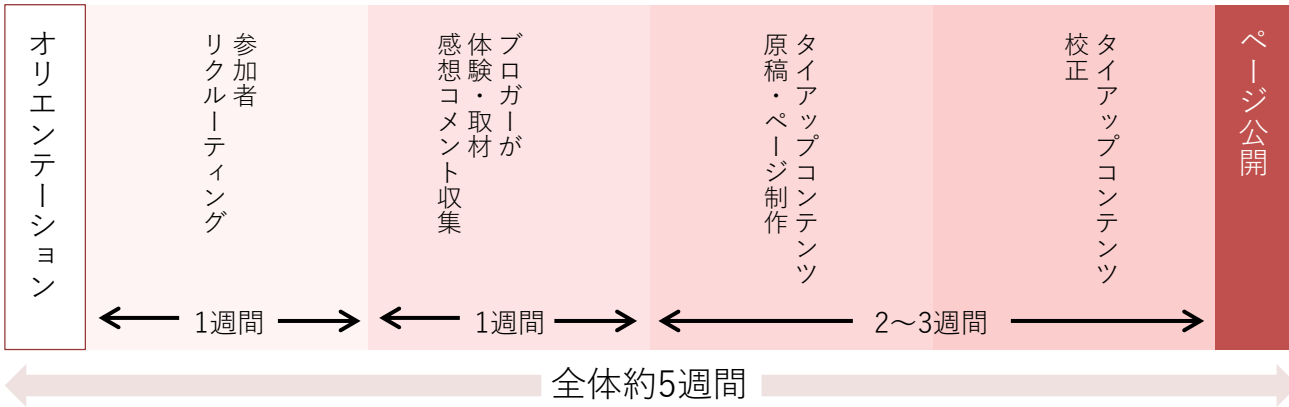 オリエンテーション
参加者
リクルーティング
ブロガーが
体験・取材
感想コメント収集
タイアップコンテンツ
原稿・ページ制作
タイアップコンテンツ
校正
ページ公開
1週間
1週間
2～3週間
全体約5週間